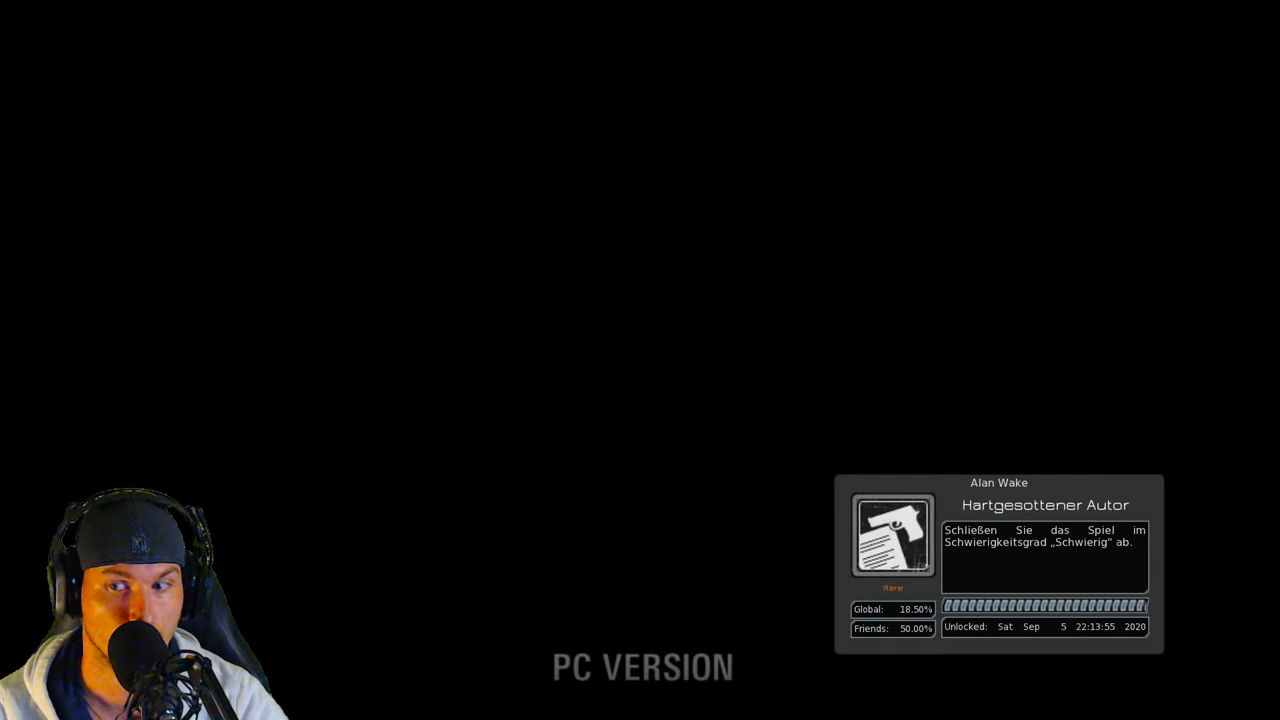 Alan Wake
Hartgesottener Autor
Schließen Sie das Spiel im
Schwierigkeitsgrad „Schwierig“ ab.
Rare
Global: 18.50%
Friends: 50.00%
Unlocked: Sat Sep 5 22:13:55 2020
PC VERSION